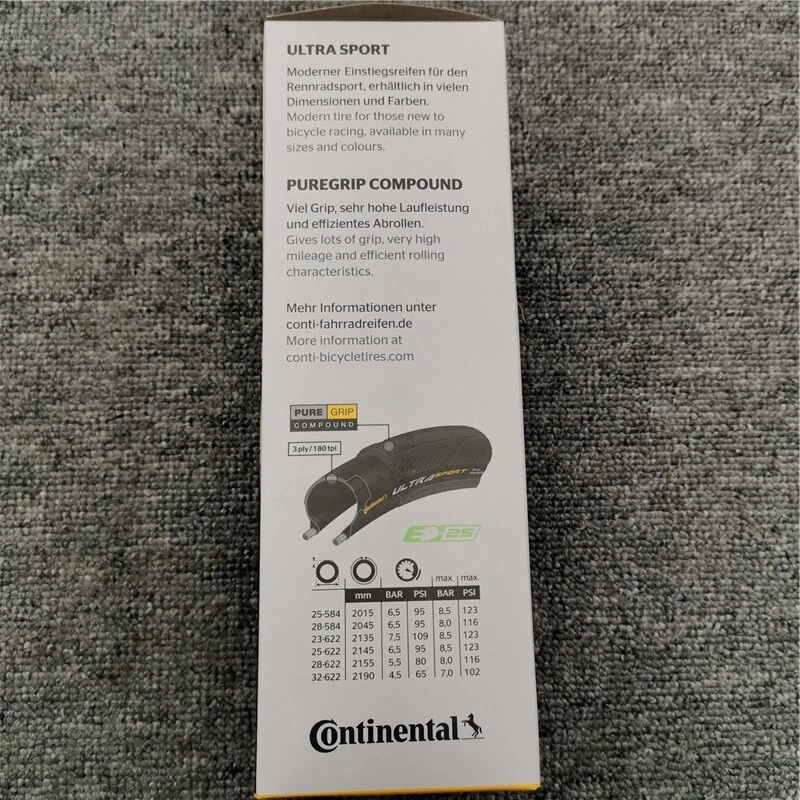 ULTRA SPORT
Moderner Einstiegsreifen für den
Rennradsport, erhältlich in vielen
Dimensionen und Farben.
Modern tire for those new to
bicycle racing, available in many
sizes and colours.
PUREGRIP COMPOUND
Viel Grip, sehr hohe Laufleistung
und effizientes Abrollen.
Gives lots of grip, very high
mileage and efficient rolling
characteristics.
Mehr Informationen unter
conti-fahrradreifen.de
More information at
conti-bicycletires.com
PURE GRIP
COMPOUND
3 ply / 180 tpi
Continental
ULTRA SPORT
E 25
max. max.
mm BAR PSI BAR PSI
25-584 2015 6,5 95 8,5 123
28-584 2045 6,5 95 8,0 116
23-622 2135 7,5 109 8,5 123
25-622 2145 6,5 95 8,5 123
28-622 2155 5,5 80 8,0 116
32-622 2190 4,5 65 7,0 102
Continental